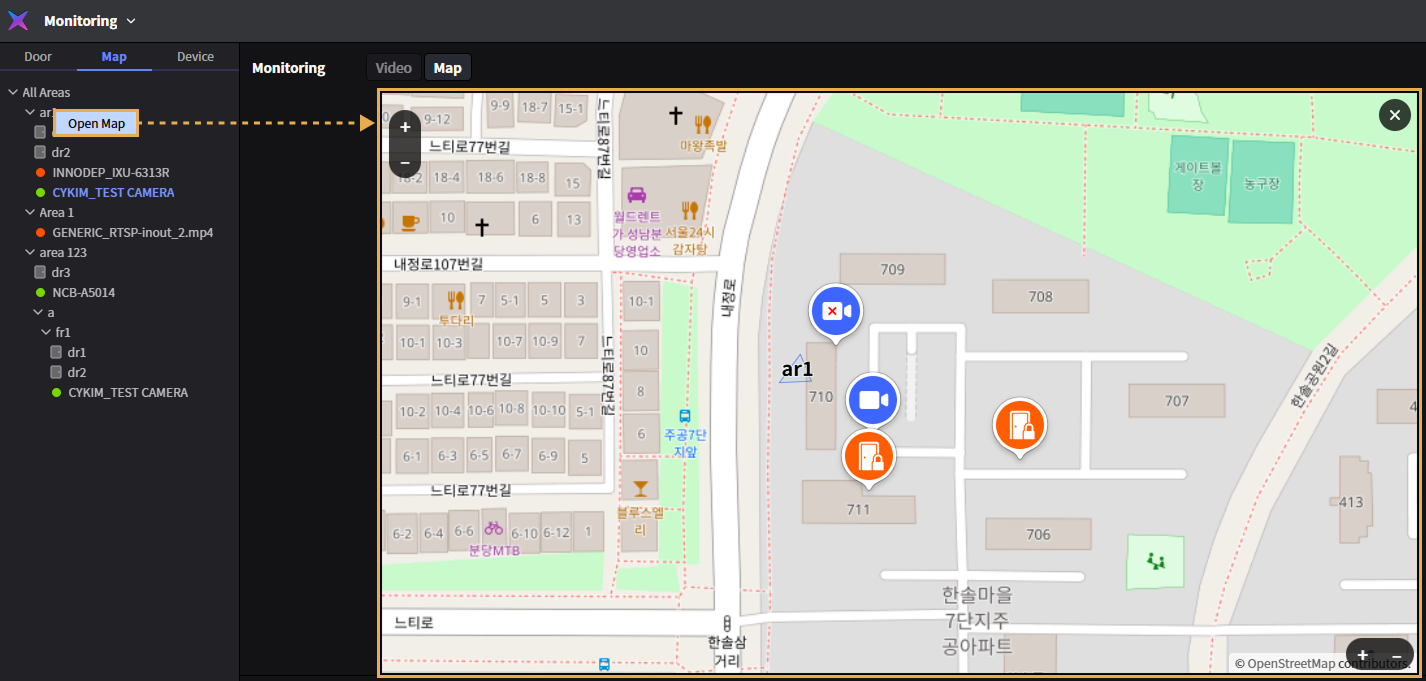 Monitoring
Door
Map
Device
Monitoring
Video
Map
All Areas
Open Map
dr2
INNODEP_IXU-6313R
CYKIM_TEST CAMERA
Area 1
GENERIC_RTSP-inout_2.mp4
area 123
dr3
NCB-A5014
a
fr1
dr1
dr2
CYKIM_TEST CAMERA
9-12
9-9
18-7
15-1
느티로77번길
느티로87번길
마왕족발
18-2
18-4
18-6
18-8
15
10
6
13
월드렌트
가 성남분
당영업소
서울24시
감자탕
내정로107번길
내정로
9-1
7
5-1
5
3
투다리
10-1
10-3
10-7
10-9
7
10-1
10
8
6
느티로77번길
느티로87번길
10-2
10-4
10-6
10-8
10-10
5-1
6-1
6-3
6-5
6-7
6-9
5
주공7단
지앞
느티로77번길
블루스엘
리
6-2
6-4
6-6
6-10
6-12
1
분당MTB
느티로
한솔삼
거리
게이트볼
장
농구장
709
708
ar1
710
707
711
706
413
한솔공원2길
한솔마을
7단지주
공아파트
© OpenStreetMap contributors.